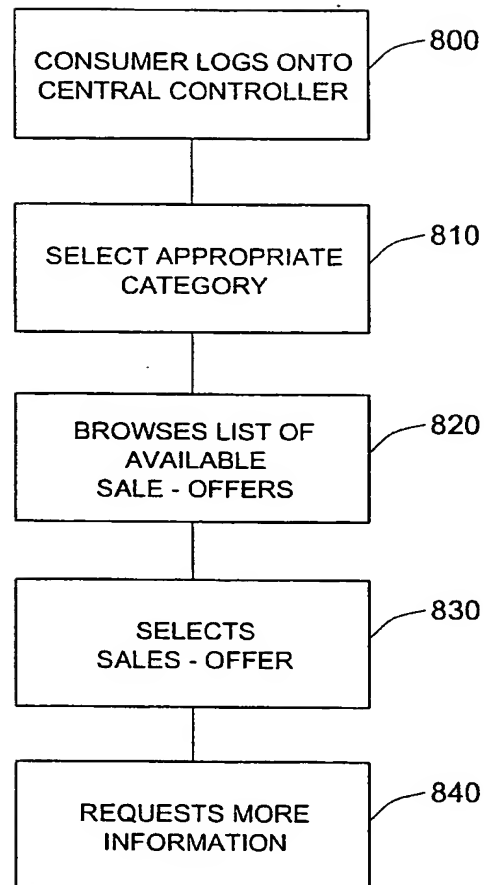 CONSUMER LOGS ONTO
CENTRAL CONTROLLER
800
SELECT APPROPRIATE
CATEGORY
810
BROWSES LIST OF
AVAILABLE
SALE - OFFERS
820
SELECTS
SALES - OFFER
830
REQUESTS MORE
INFORMATION
840